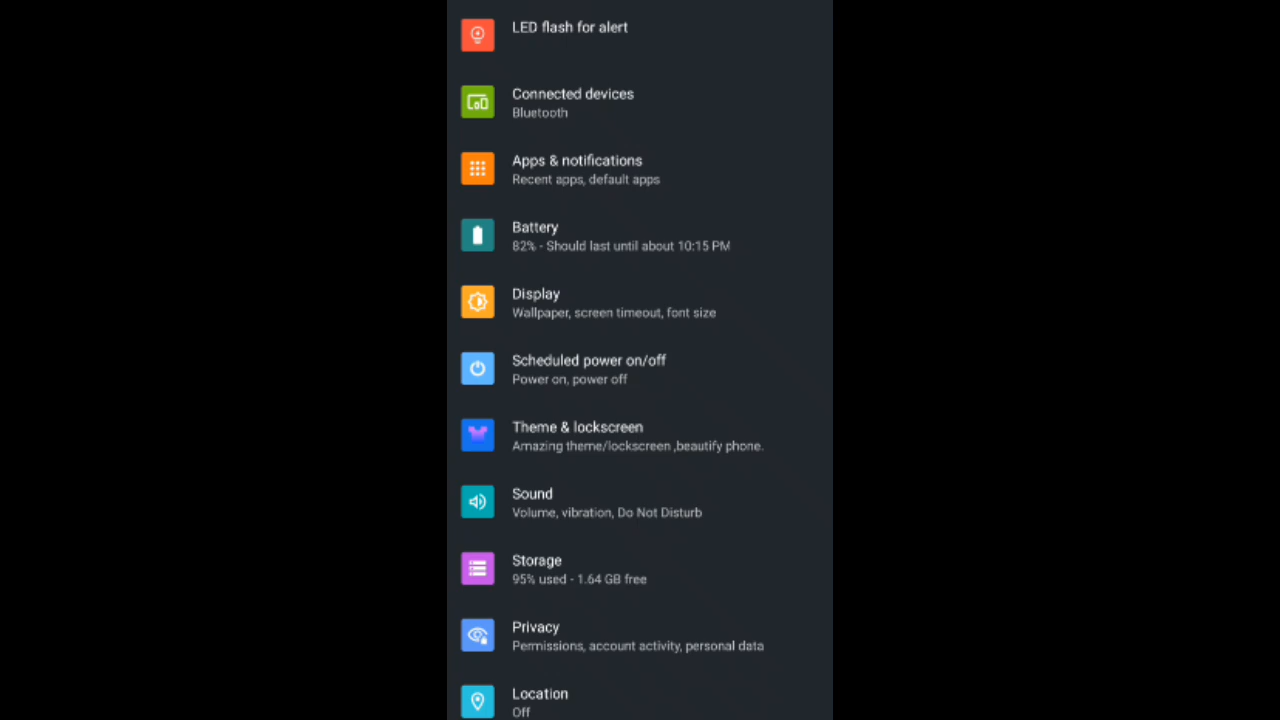 LED flash for alert
Connected devices
Bluetooth
Apps & notifications
Recent apps, default apps
Battery
82% - Should last until about 10:15 PM
Display
Wallpaper, screen timeout, font size
Scheduled power on/off
Power on, power off
Theme & lockscreen
Amazing theme/lockscreen ,beautify phone.
Sound
Volume, vibration, Do Not Disturb
Storage
95% used - 1.64 GB free
Privacy
Permissions, account activity, personal data
Location
Off